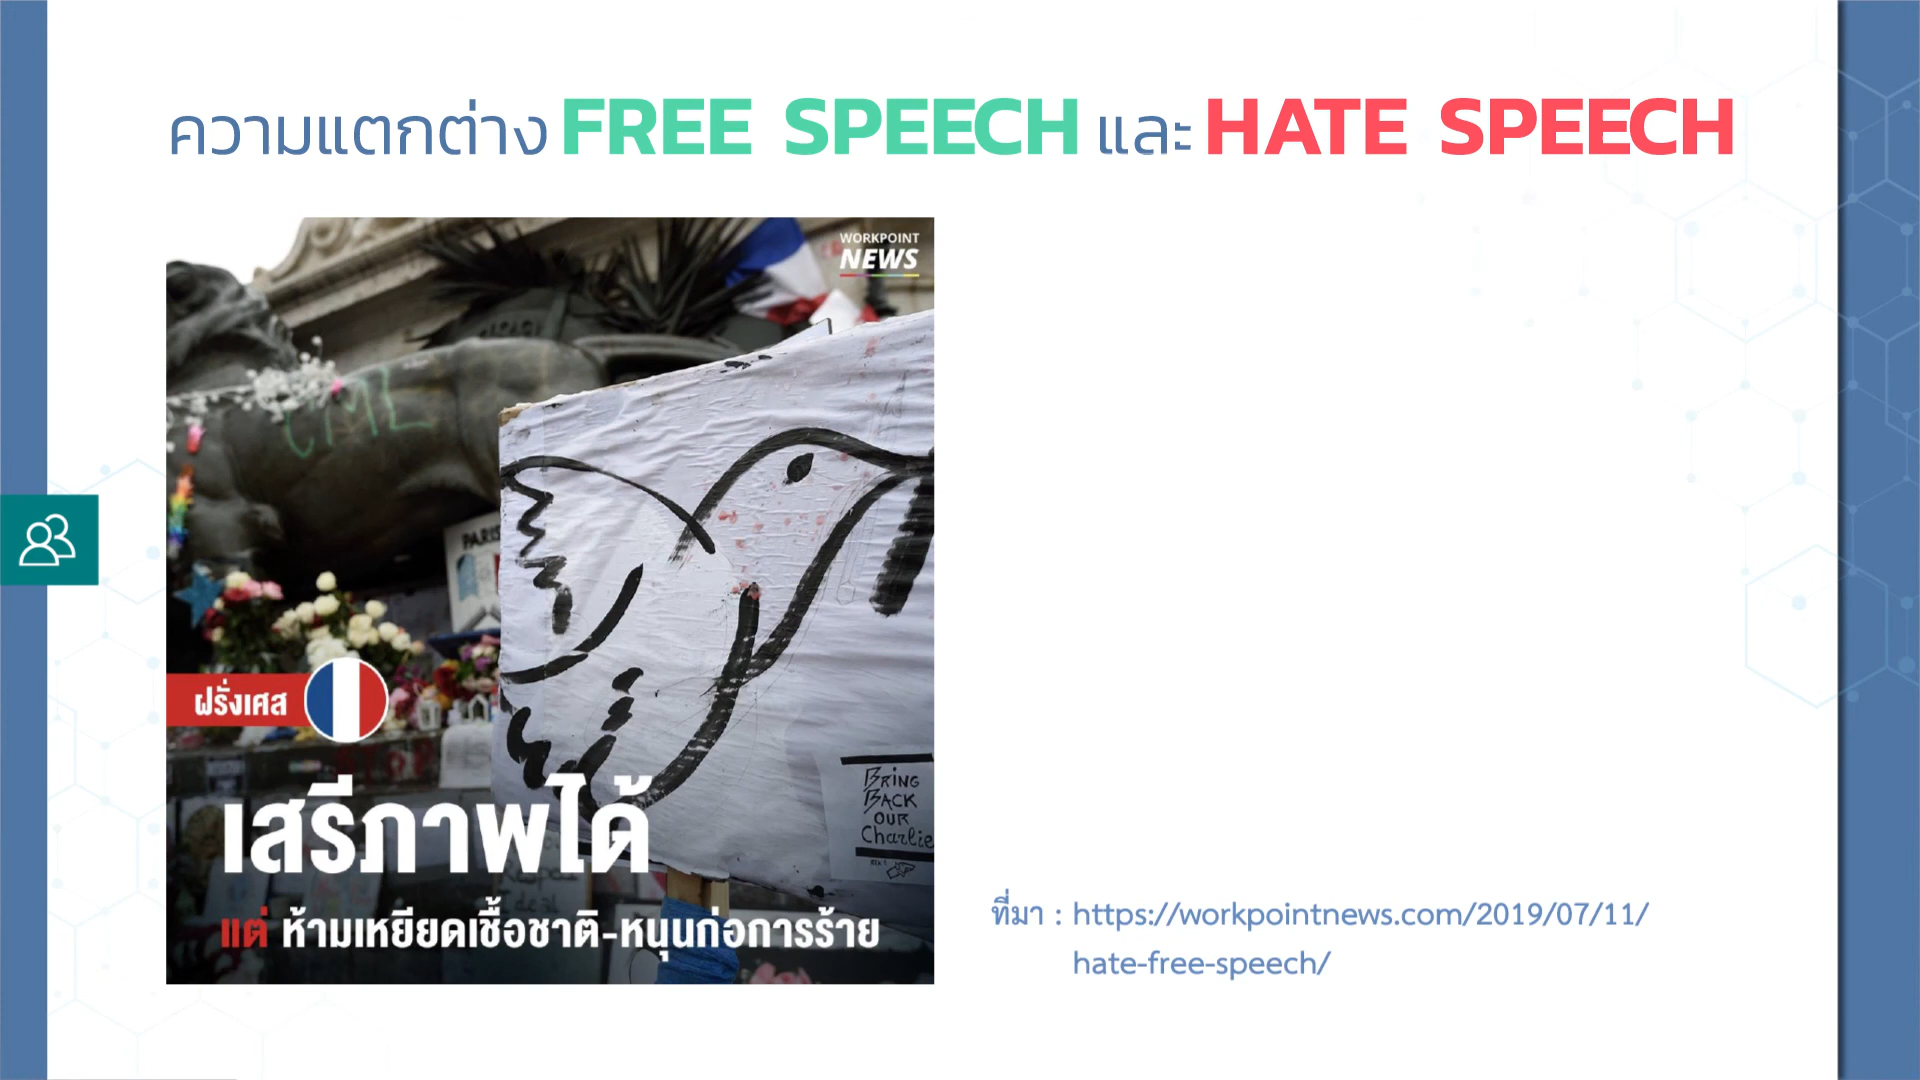 ความแตกต่าง FREE SPEECH และ HATE SPEECH
WORKPOINT
NEWS
CML
PARIS
BRING
BACK
OUR
Charlie
ฝรั่งเศส
เสรีภาพได้
แต่ ห้ามเหยียดเชื้อชาติ-หนุนก่อการร้าย
ที่มา : https://workpointnews.com/2019/07/11/
hate-free-speech/